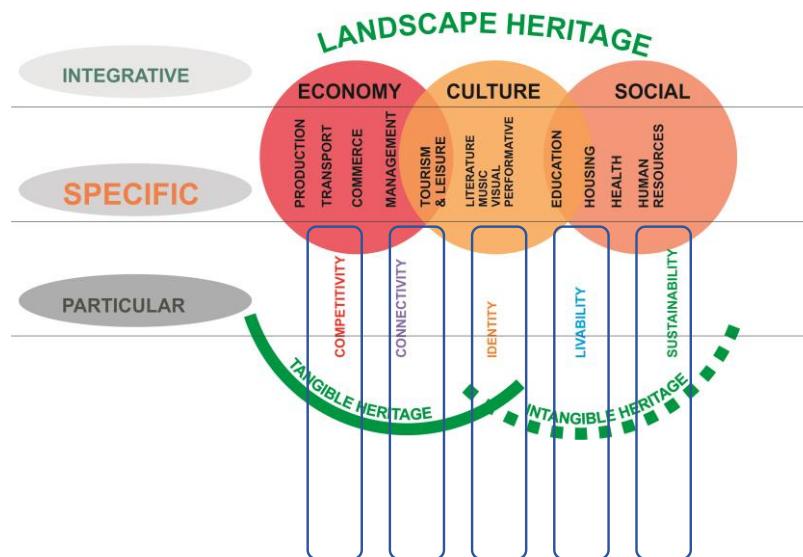 LANDSCAPE HERITAGE
INTEGRATIVE
ECONOMY
CULTURE
SOCIAL
SPECIFIC
PRODUCTION
TRANSPORT
COMMERCE
MANAGEMENT
TOURISM
& LEISURE
LITERATURE
MUSIC
VISUAL
PERFORMATIVE
EDUCATION
HOUSING
HEALTH
HUMAN
RESOURCES
PARTICULAR
COMPETITIVITY
CONNECTIVITY
IDENTITY
LIVABILITY
SUSTAINABILITY
TANGIBLE HERITAGE
INTANGIBLE HERITAGE